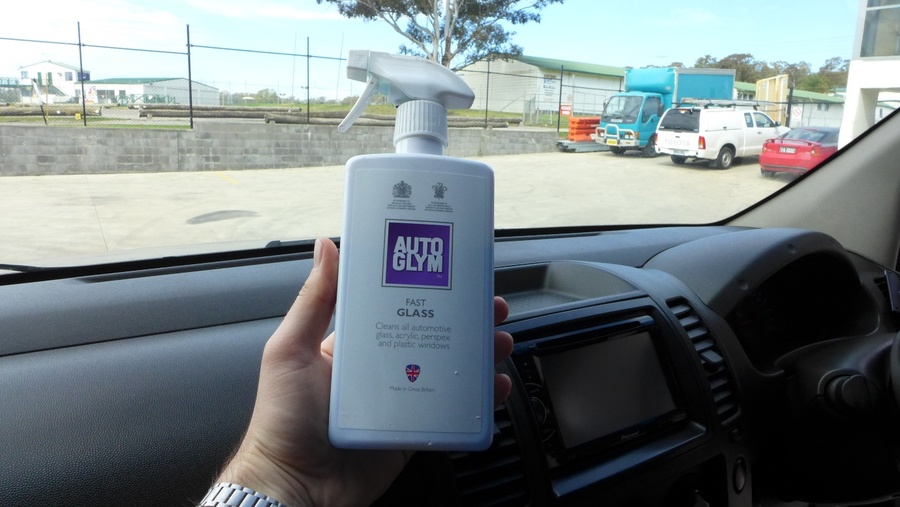 AUTO
GLYM
FAST
GLASS
Cleans all automotive
glass, acrylic, perspex
and plastic windows
Made in Great Britain